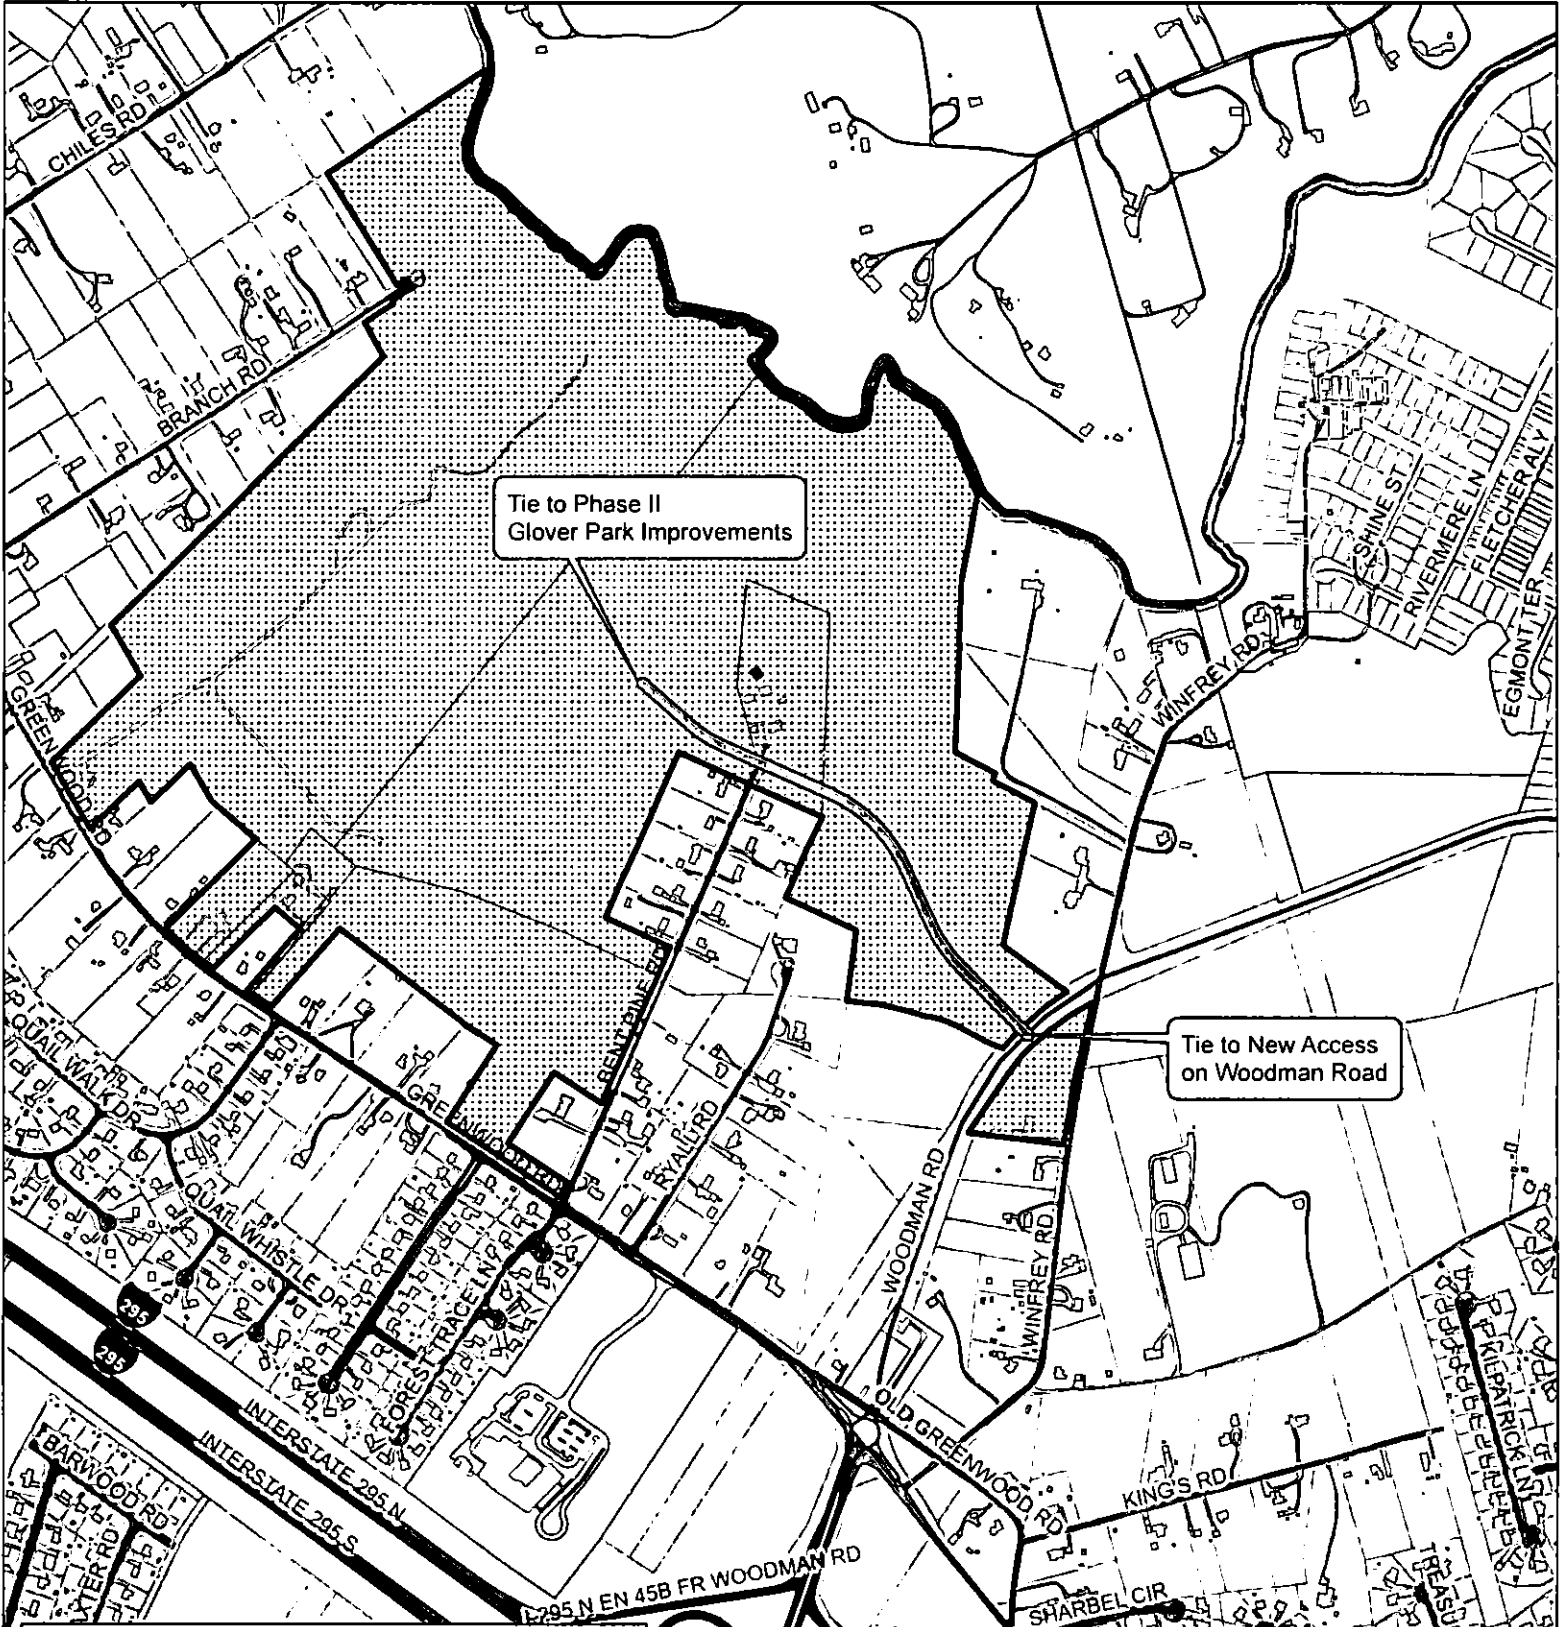 CHILES RD
BRANCH RD
Tie to Phase II
Glover Park Improvements
SHINE ST
RIVERMERE LN
FLETCHER ALY
EGMONT TER
WINFREY RD
GREENWOOD
BENT PINE RD
Tie to New Access
on Woodman Road
QUAIL WALK DR
GREENWOOD RD
RYALL RD
WOODMAN RD
QUAIL WHISTLE DR
WINFREY RD
FOREST TRACE LN
295
295
INTERSTATE 295 N
INTERSTATE 295 S
OLD GREENWOOD RD
KILPATRICK LN
KING'S RD
BARWOOD RD
I-295 N EN 45B FR WOODMAN RD
SHARBEL CIR